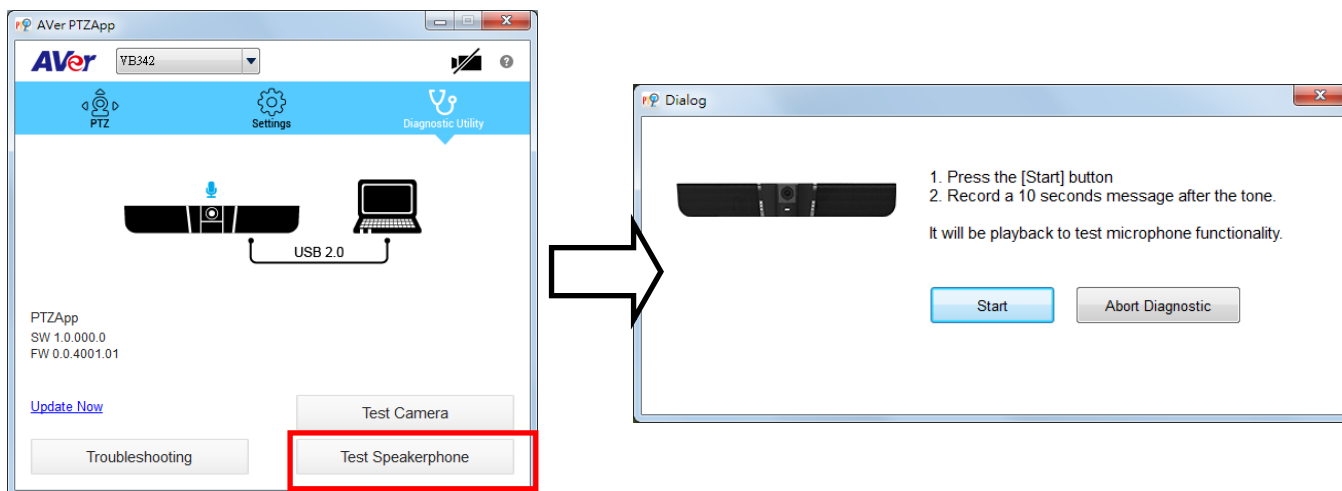 AVer PTZApp
AVer VB342
PTZ Settings Diagnostic Utility
USB 2.0
PTZApp
SW 1.0.000.0
FW 0.0.4001.01
Update Now
Test Camera
Troubleshooting
Test Speakerphone
Dialog
1. Press the [Start] button
2. Record a 10 seconds message after the tone.
It will be playback to test microphone functionality.
Start Abort Diagnostic